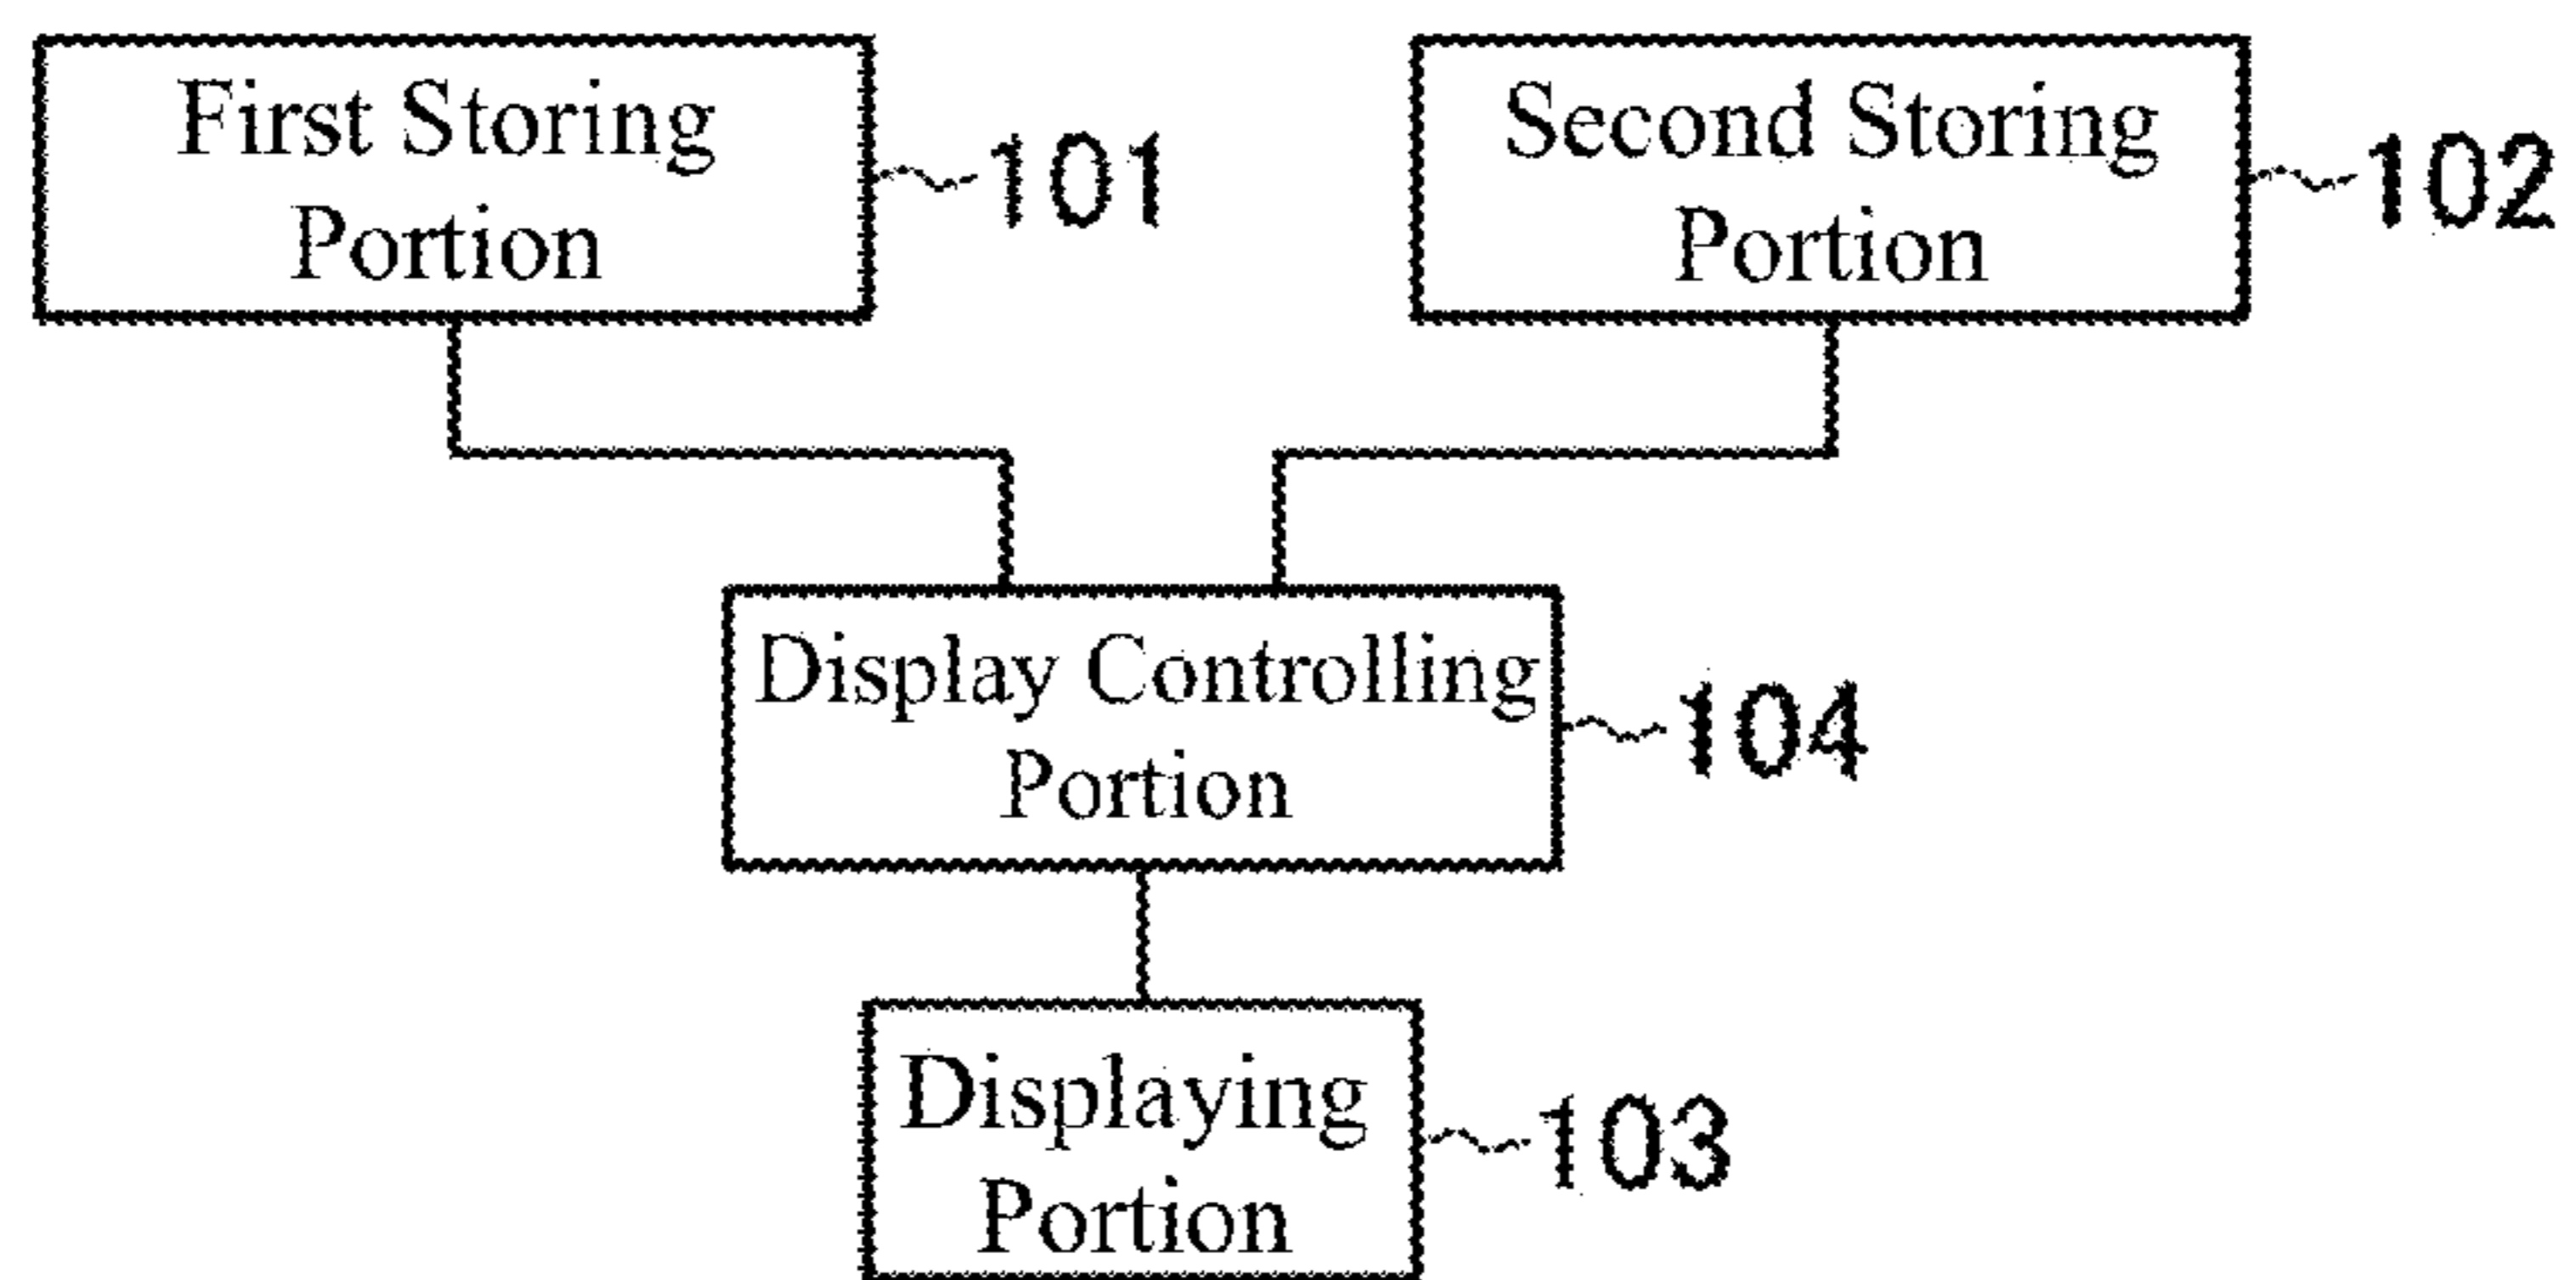 First Storing
Portion
101
Second Storing
Portion
102
Display Controlling
Portion
104
Displaying
Portion
103